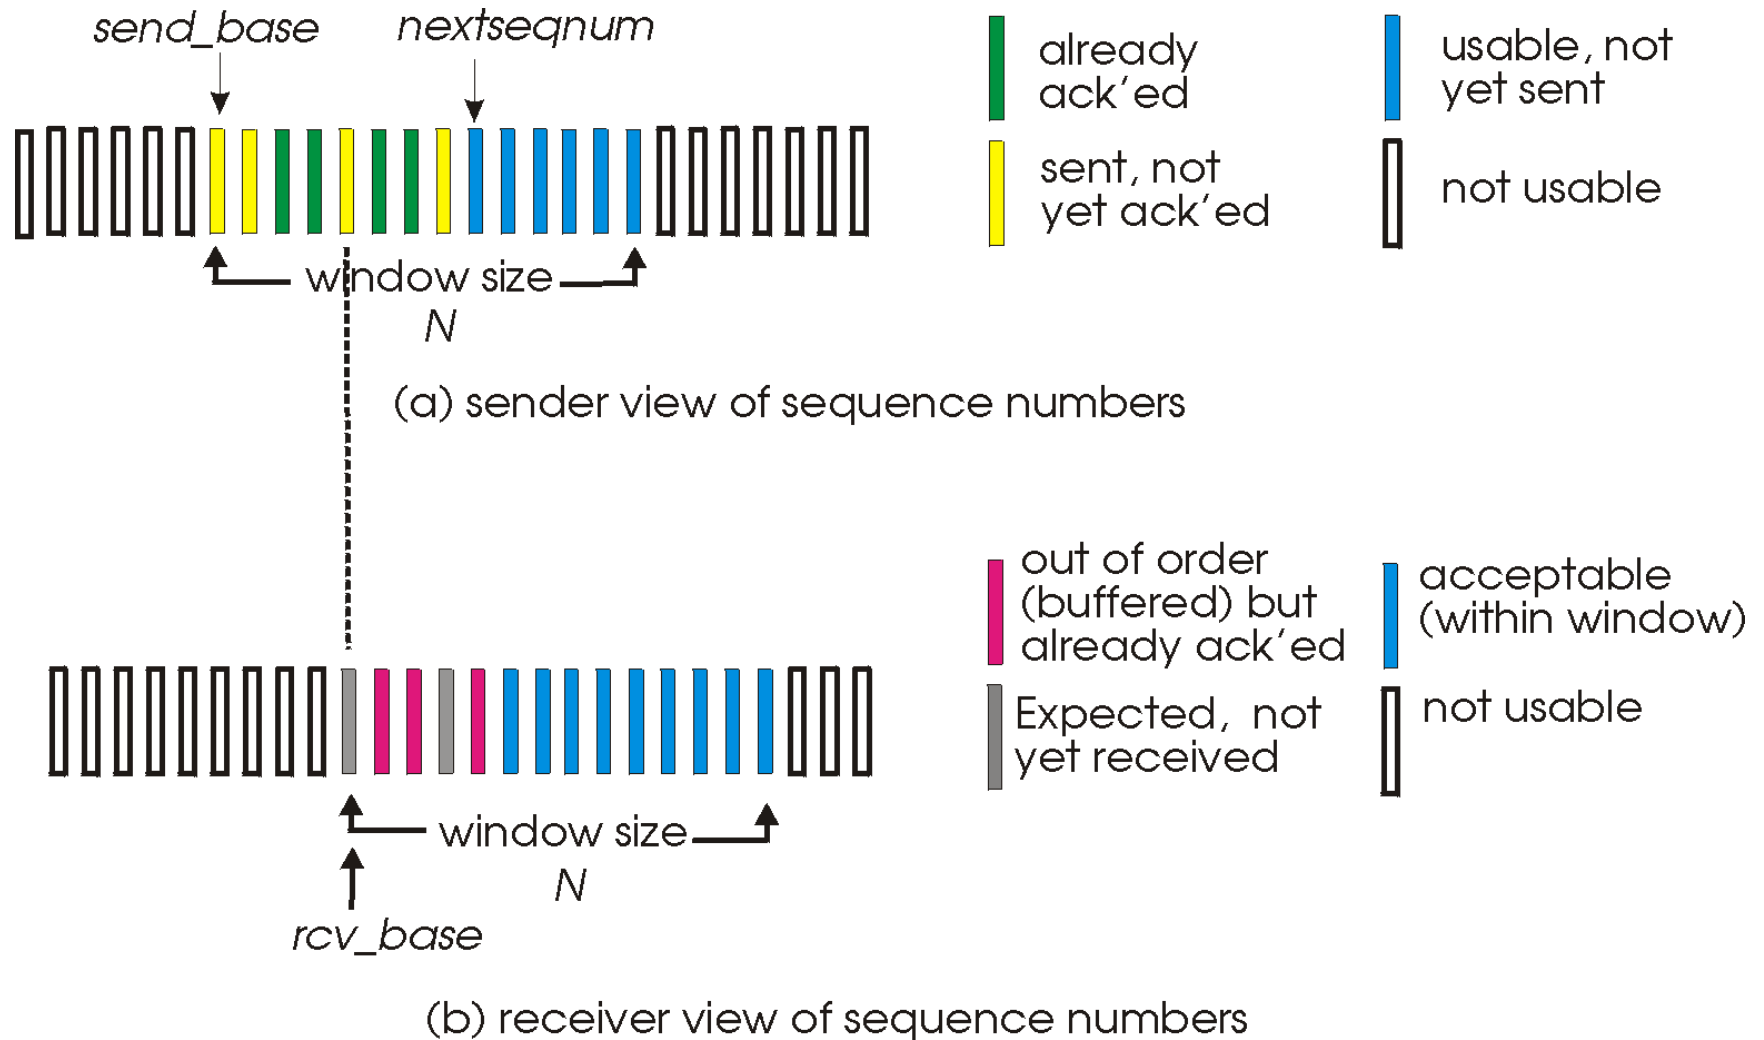 send_base
nextseqnum
already
ack'ed
usable, not
yet sent
sent, not
yet ack'ed
not usable
window size
N
(a) sender view of sequence numbers
out of order
(buffered) but
already ack'ed
acceptable
(within window)
Expected, not
yet received
not usable
window size
N
rcv_base
(b) receiver view of sequence numbers